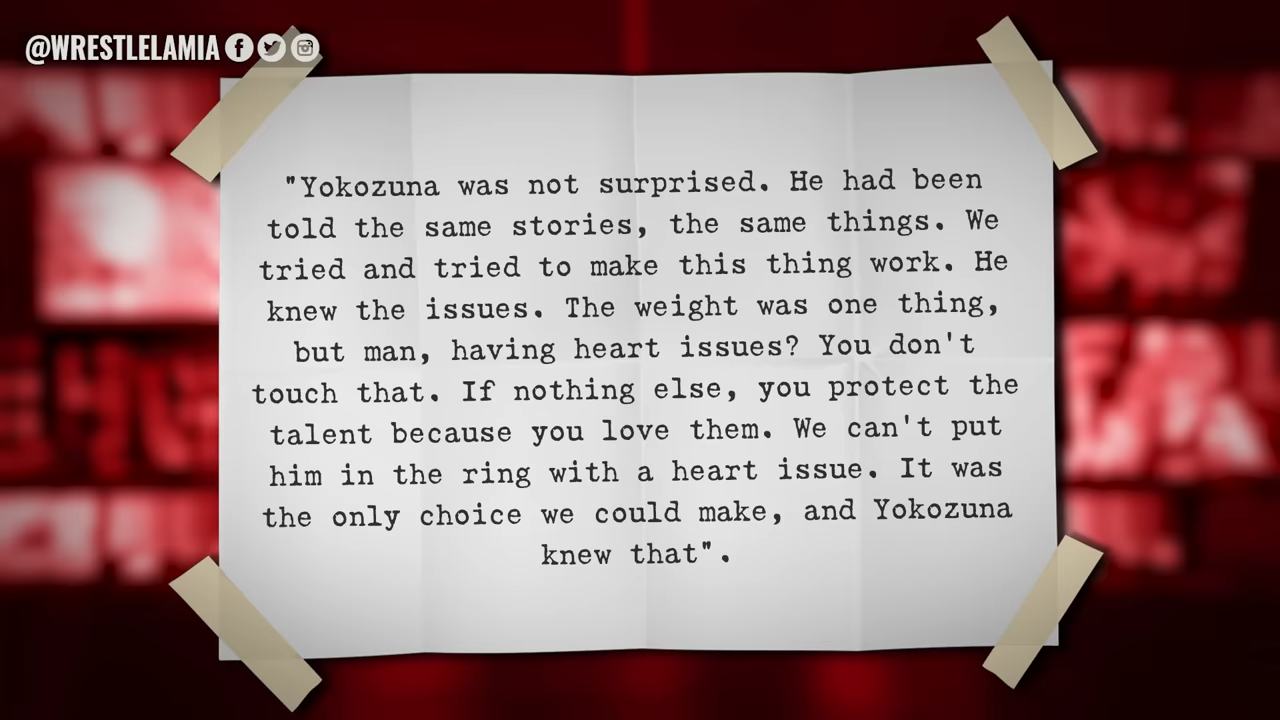 @WRESTLELAMIA
"Yokozuna was not surprised. He had been
told the same stories, the same things. We
tried and tried to make this thing work. He
knew the issues. The weight was one thing,
but man, having heart issues? You don't
touch that. If nothing else, you protect the
talent because you love them. We can't put
him in the ring with a heart issue. It was
the only choice we could make, and Yokozuna
knew that".